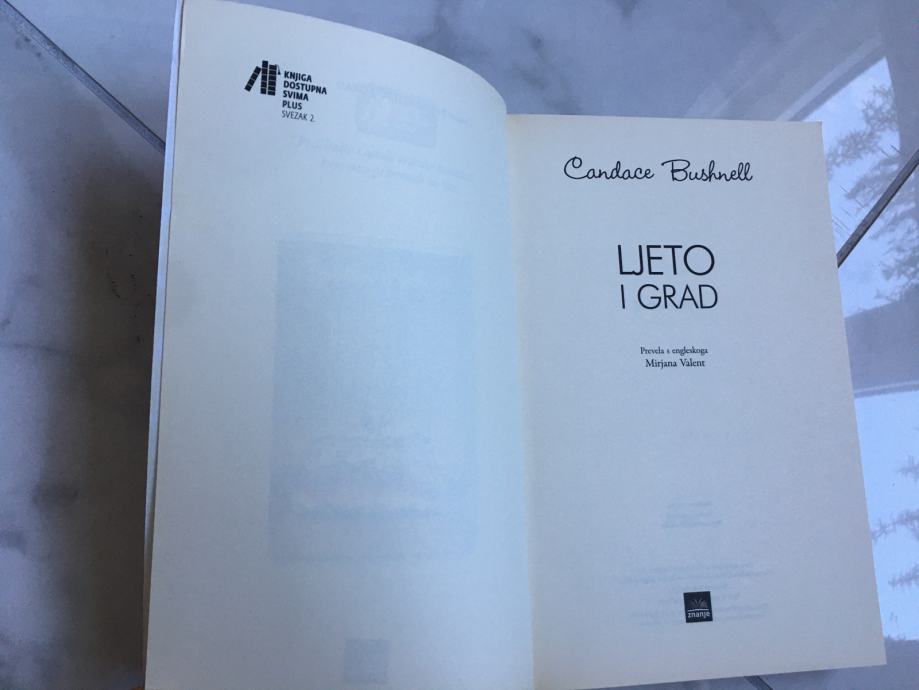 KNJIGA
DOSTUPNA
SVIMA
PLUS
SVEZAK 2.
Candace Bushnell
LJETO
I GRAD
Prevela s engleskoga
Mirjana Valent
znanje